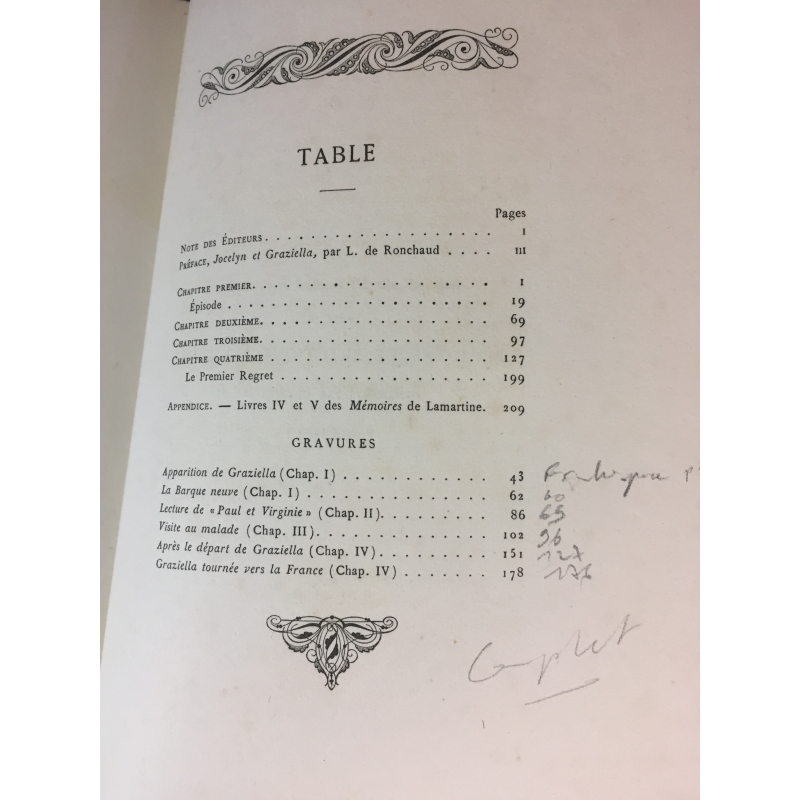 TABLE
Pages
NOTE DES ÉDITEURS. . . . . . . . . . . . . . . . . . . . I
PRÉFACE, Jocelyn et Graziella, par L. de Ronchaud . . . . III
CHAPITRE PREMIER. . . . . . . . . . . . . . . . . . . . 1
Épisode . . . . . . . . . . . . . . . . . . . . 19
CHAPITRE DEUXIÈME. . . . . . . . . . . . . . . . . . . . 69
CHAPITRE TROISIÈME. . . . . . . . . . . . . . . . . . . . 97
CHAPITRE QUATRIÈME . . . . . . . . . . . . . . . . . . . 127
Le Premier Regret . . . . . . . . . . . . . . . . . . 199
APPENDICE. — Livres IV et V des Mémoires de Lamartine. 209
GRAVURES
Apparition de Graziella (Chap. I) . . . . . . . . . . . . 43
La Barque neuve (Chap. I) . . . . . . . . . . . . . . . 62 60
Lecture de « Paul et Virginie » (Chap. II). . . . . . . . . 86 69
Visite au malade (Chap. III). . . . . . . . . . . . . . . 102 96
Après le départ de Graziella (Chap. IV) . . . . . . . . . 151 127
Graziella tournée vers la France (Chap. IV) . . . . . . . 178 176
Complet